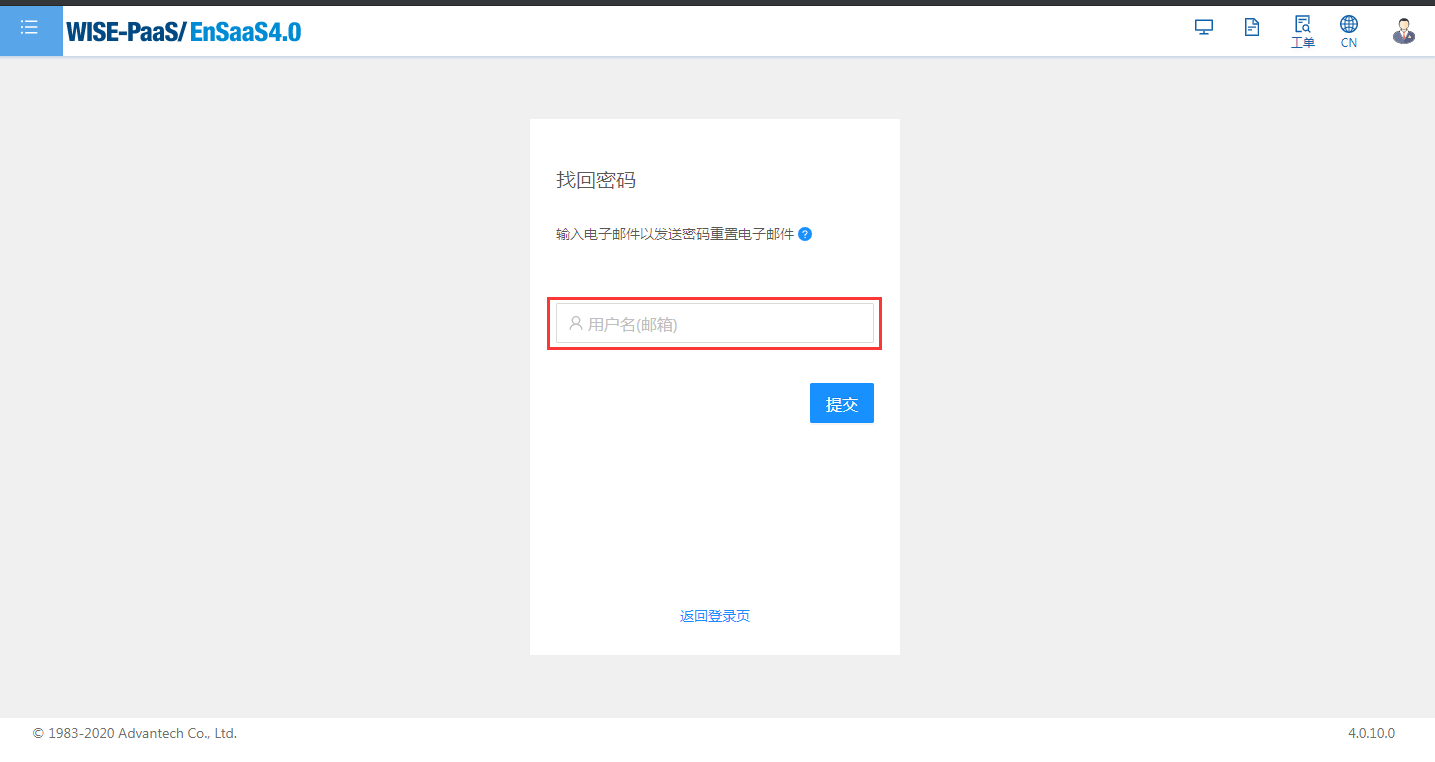 WISE-PaaS/ EnSaaS4.0
工单
CN
找回密码
输入电子邮件以发送密码重置电子邮件 ?
用户名(邮箱)
提交
返回登录页
© 1983-2020 Advantech Co., Ltd.
4.0.10.0